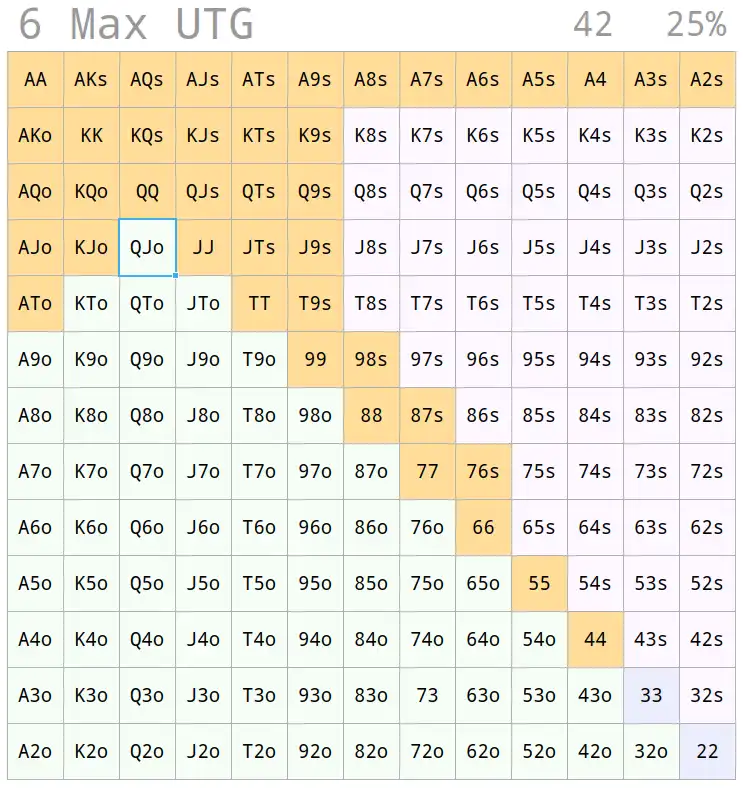 6 Max UTG 42 25%
AA AKs AQs AJs ATs A9s A8s A7s A6s A5s A4 A3s A2s
AKo KK KQs KJs KTs K9s K8s K7s K6s K5s K4s K3s K2s
AQo KQo QQ QJs QTs Q9s Q8s Q7s Q6s Q5s Q4s Q3s Q2s
AJo KJo QJo JJ JTs J9s J8s J7s J6s J5s J4s J3s J2s
ATo KTo QTo JTo TT T9s T8s T7s T6s T5s T4s T3s T2s
A9o K9o Q9o J9o T9o 99 98s 97s 96s 95s 94s 93s 92s
A8o K8o Q8o J8o T8o 98o 88 87s 86s 85s 84s 83s 82s
A7o K7o Q7o J7o T7o 97o 87o 77 76s 75s 74s 73s 72s
A6o K6o Q6o J6o T6o 96o 86o 76o 66 65s 64s 63s 62s
A5o K5o Q5o J5o T5o 95o 85o 75o 65o 55 54s 53s 52s
A4o K4o Q4o J4o T4o 94o 84o 74o 64o 54o 44 43s 42s
A3o K3o Q3o J3o T3o 93o 83o 73 63o 53o 43o 33 32s
A2o K2o Q2o J2o T2o 92o 82o 72o 62o 52o 42o 32o 22